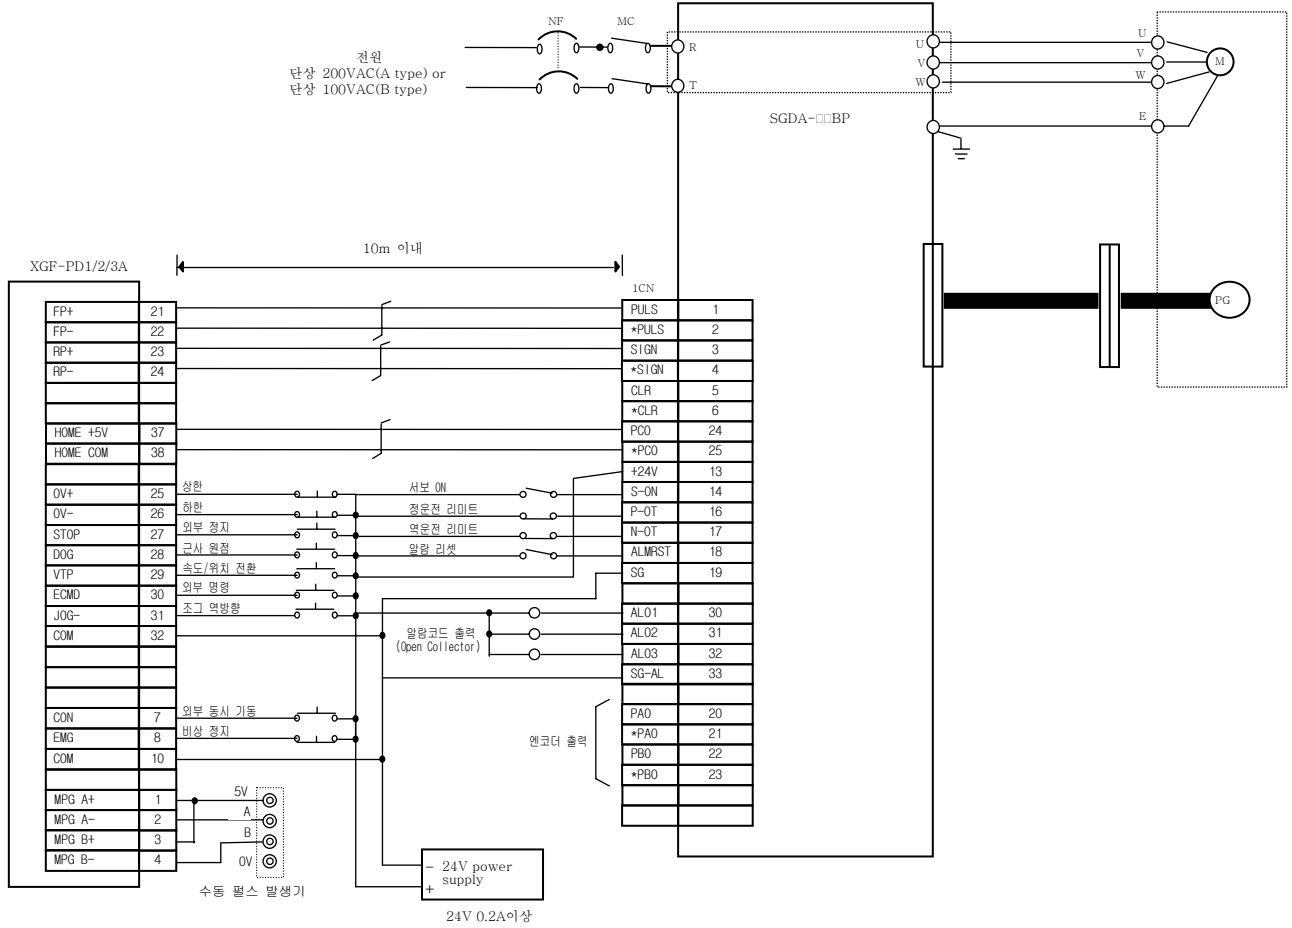 NF
MC
전원
단상 200VAC(A type) or
단상 100VAC(B type)
R
T
U
V
W
U
V
W
E
M
SGDA-□□BP
10m 이내
XGF-PD1/2/3A
1CN
PG
FP+ 21
FP- 22
RP+ 23
RP- 24
HOME +5V 37
HOME COM 38
OV+ 25 상한
OV- 26 하한
STOP 27 외부 정지
DOG 28 근사 원점
VTP 29 속도/위치 전환
ECMD 30 외부 명령
JOG- 31 조그 역방향
COM 32
CON 7 외부 동시 기동
EMG 8 비상 정지
COM 10
MPG A+ 1 5V
MPG A- 2 A
MPG B+ 3 B
MPG B- 4 0V
수동 펄스 발생기
서보 ON
정운전 리미트
역운전 리미트
알람 리셋
알람코드 출력
(Open Collector)
엔코더 출력
PULS 1
*PULS 2
SIGN 3
*SIGN 4
CLR 5
*CLR 6
PCO 24
*PCO 25
+24V 13
S-ON 14
P-OT 16
N-OT 17
ALMRST 18
SG 19
ALO1 30
ALO2 31
ALO3 32
SG-AL 33
PAO 20
*PAO 21
PBO 22
*PBO 23
- 24V power
supply
+
24V 0.2A이상